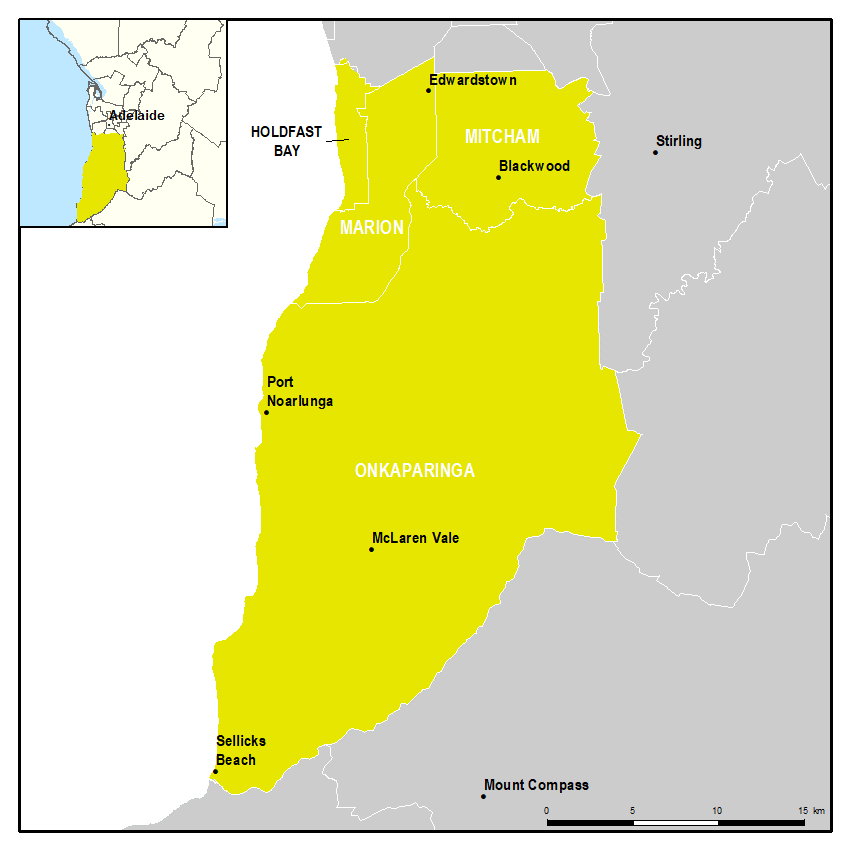 Adelaide
Edwardstown
HOLDFAST
BAY
MITCHAM
Stirling
Blackwood
MARION
Port
Noarlunga
ONKAPARINGA
McLaren Vale
Sellicks
Beach
Mount Compass
0 5 10 15 km